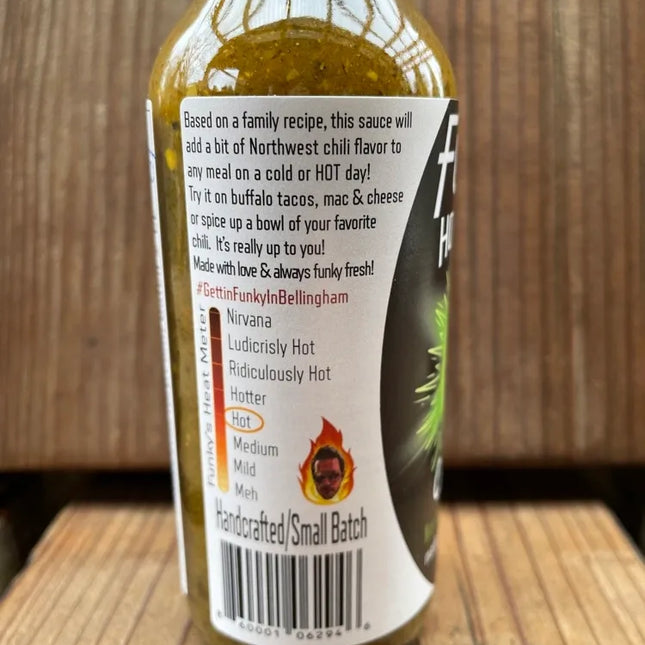 Based on a family recipe, this sauce will
add a bit of Northwest chili flavor to
any meal on a cold or HOT day!
Try it on buffalo tacos, mac & cheese
or spice up a bowl of your favorite
chili. It's really up to you!
Made with love & always funky fresh!
#GettinFunkyInBellingham
Funky's Heat Meter
Nirvana
Ludicrisly Hot
Ridiculously Hot
Hotter
Hot
Medium
Mild
Meh
Handcrafted/Small Batch
60001 06294 6